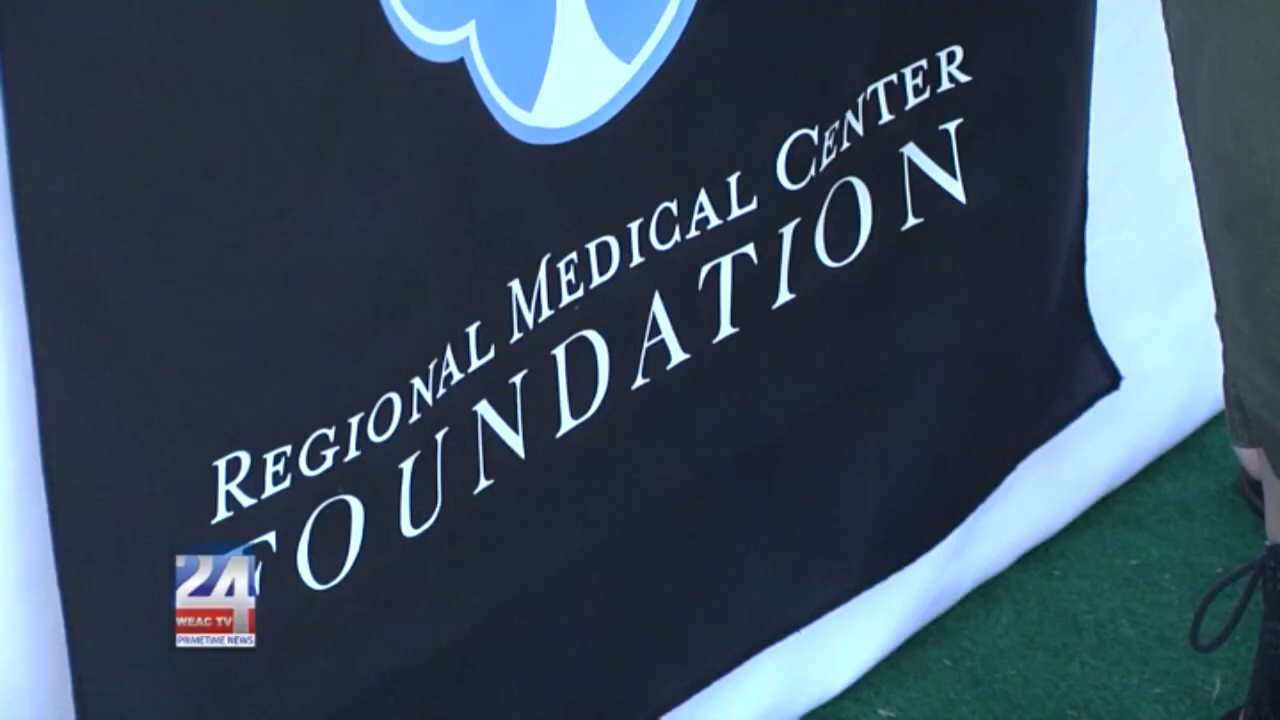 REGIONAL MEDICAL CENTER
FOUNDATION
24
WEAC TV
PRIMETIME NEWS